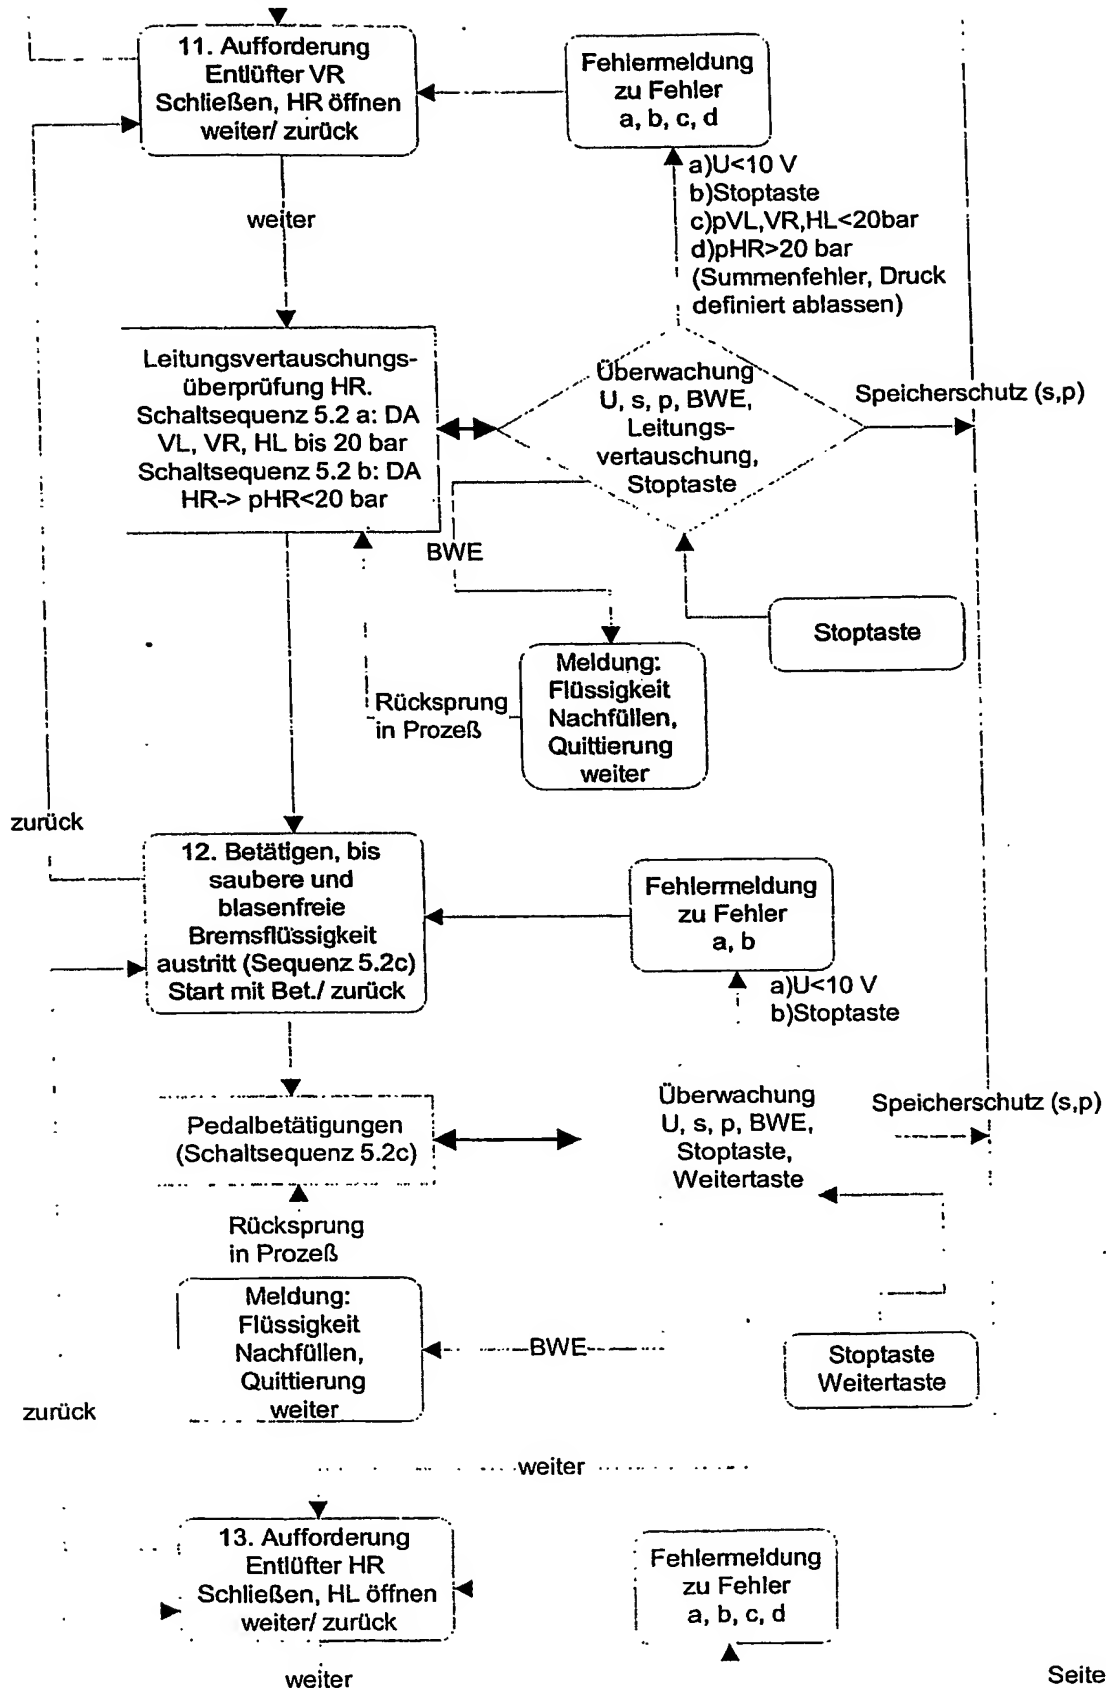 11. Aufforderung
Entlüfter VR
Schließen, HR öffnen
weiter/ zurück
Fehlermeldung
zu Fehler
a, b, c, d
a)U<10 V
b)Stoptaste
c)pVL,VR,HL<20bar
d)pHR>20 bar
(Summenfehler, Druck
definiert ablassen)
weiter
Leitungsvertauschungs-
überprüfung HR.
Schaltsequenz 5.2 a: DA
VL, VR, HL bis 20 bar
Schaltsequenz 5.2 b: DA
HR-> pHR<20 bar
Überwachung
U, s, p, BWE,
Leitungs-
vertauschung,
Stoptaste
Speicherschutz (s,p)
BWE
Stoptaste
Meldung:
Flüssigkeit
Nachfüllen,
Quittierung
weiter
Rücksprung
in Prozeß
zurück
12. Betätigen, bis
saubere und
blasenfreie
Bremsflüssigkeit
austritt (Sequenz 5.2c)
Start mit Bet./ zurück
Fehlermeldung
zu Fehler
a, b
a)U<10 V
b)Stoptaste
Pedalbetätigungen
(Schaltsequenz 5.2c)
Überwachung
U, s, p, BWE,
Stoptaste,
Weitertaste
Speicherschutz (s,p)
Rücksprung
in Prozeß
Meldung:
Flüssigkeit
Nachfüllen,
Quittierung
weiter
BWE
Stoptaste
Weitertaste
zurück
weiter
13. Aufforderung
Entlüfter HR
Schließen, HL öffnen
weiter/ zurück
Fehlermeldung
zu Fehler
a, b, c, d
weiter
Seite